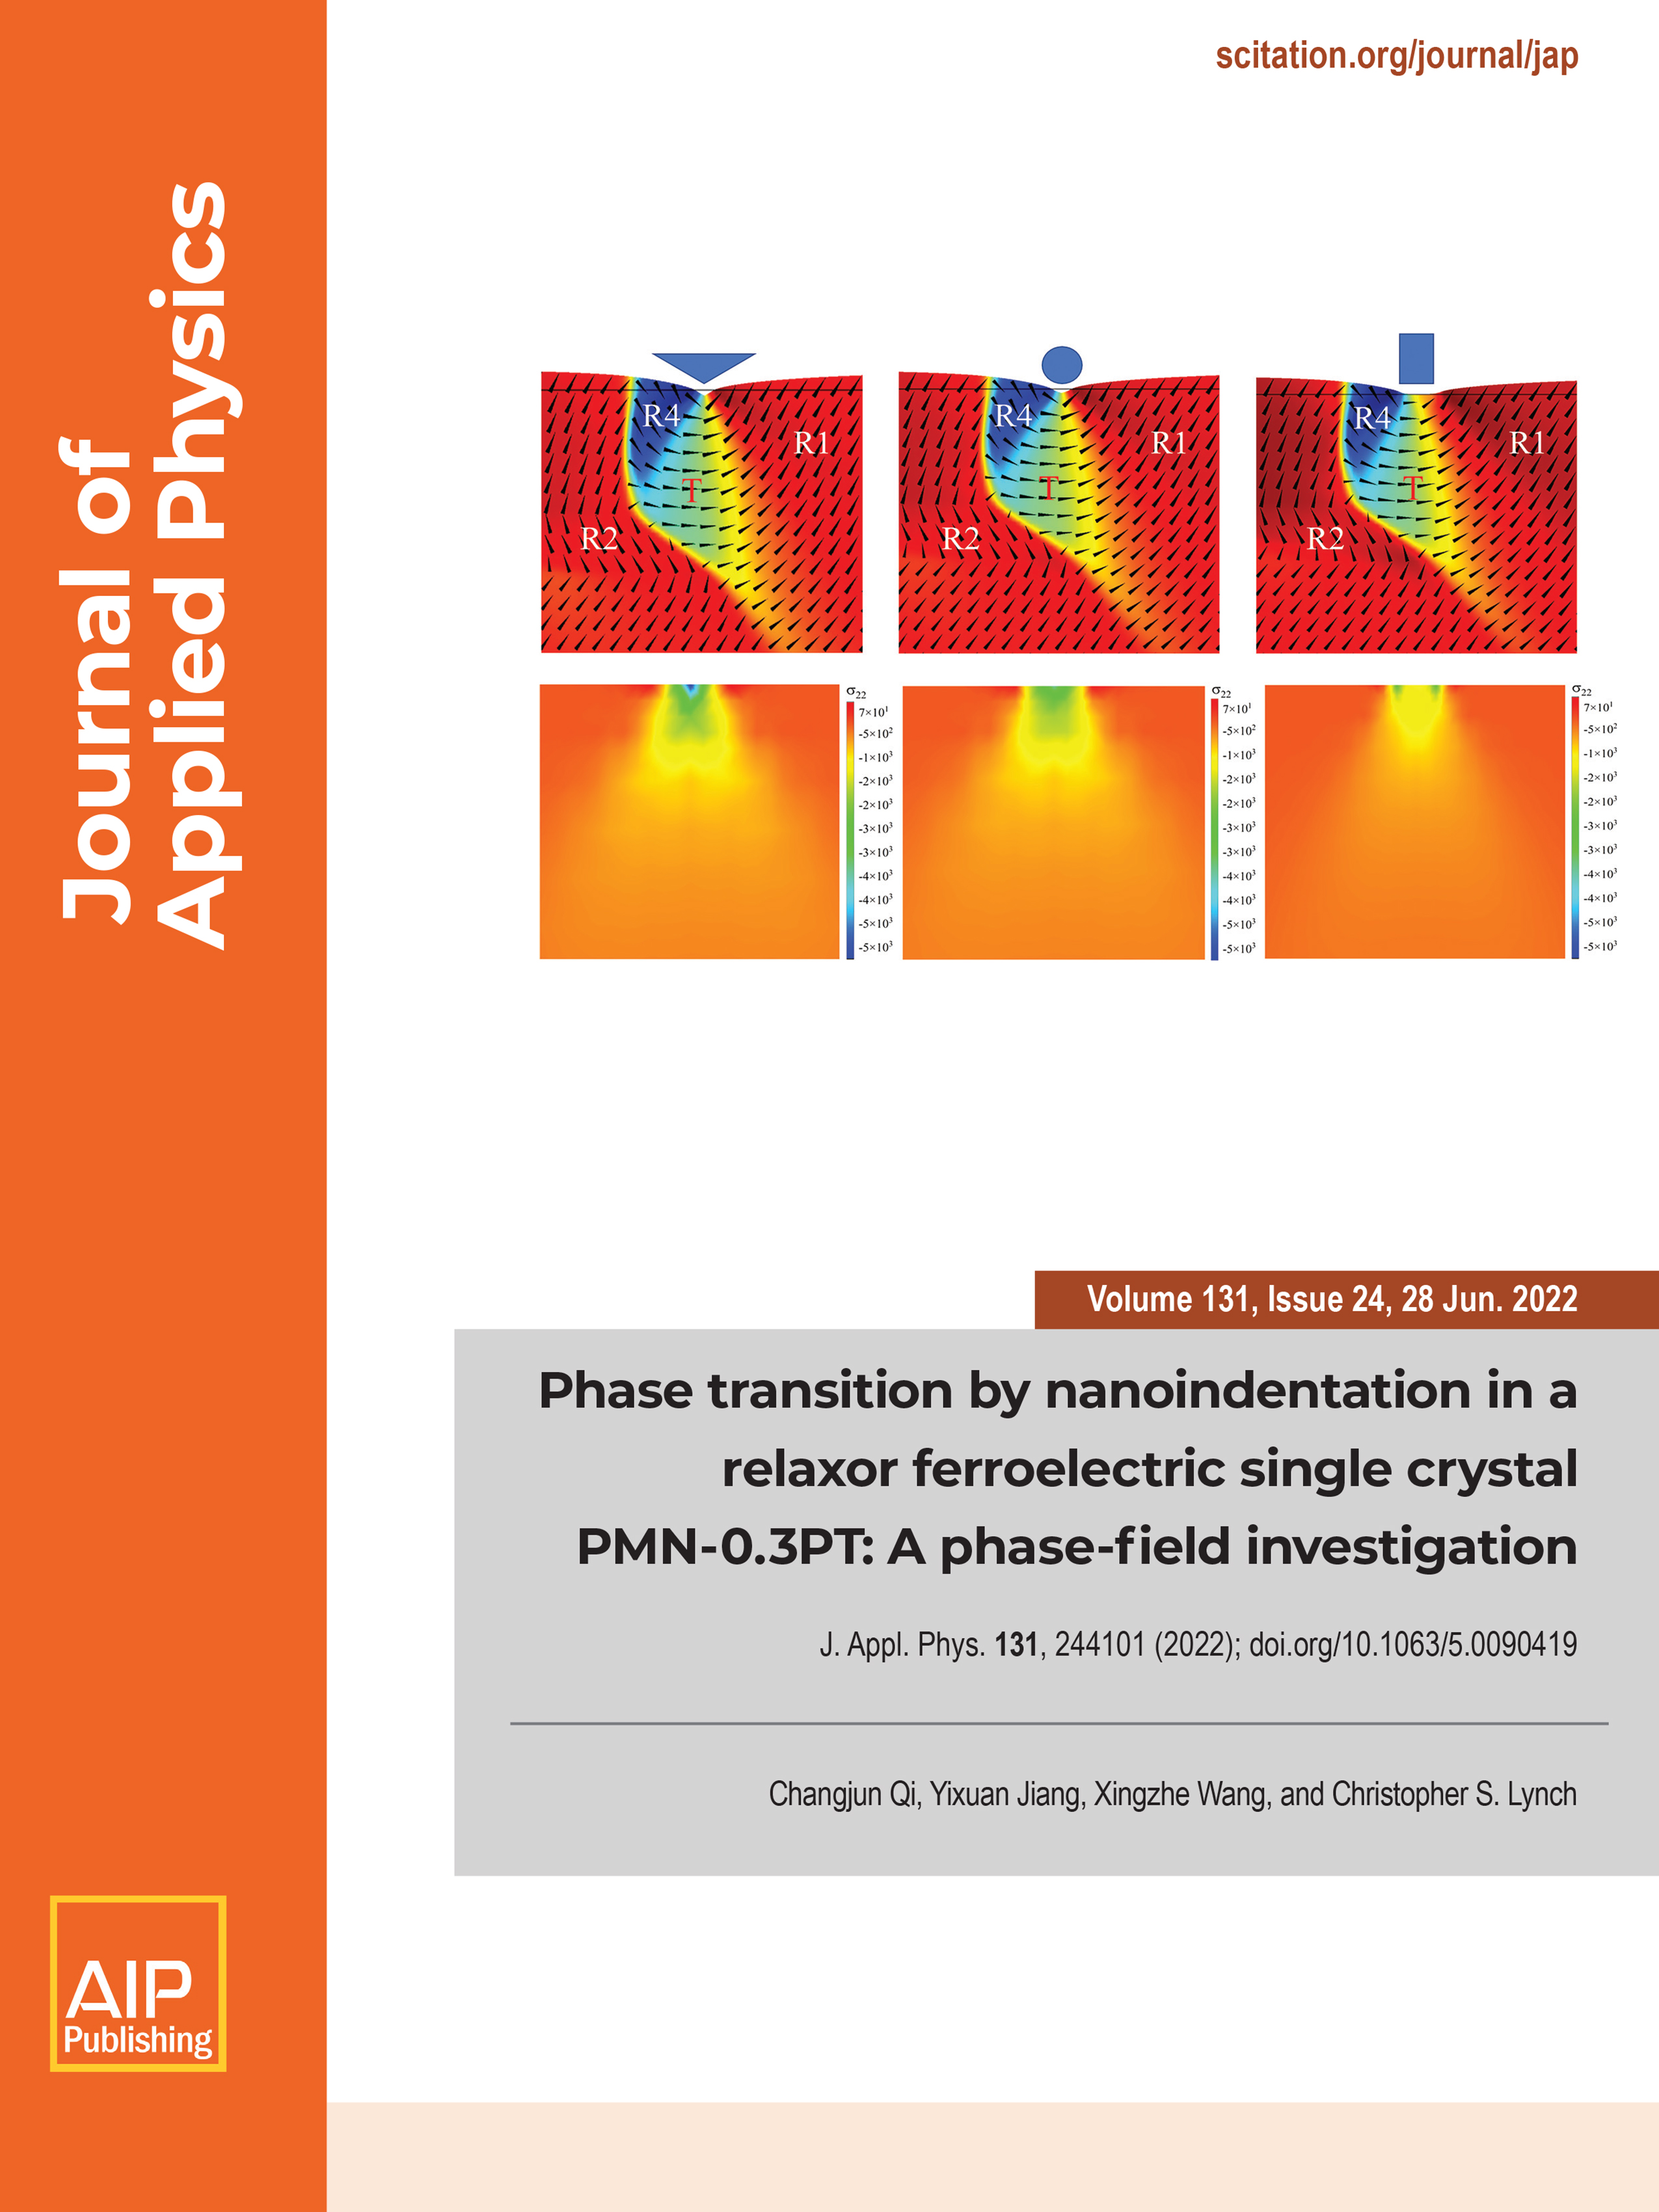 scitation.org/journal/jap
Journal of
Applied Physics
R4
R1
T
R2
R4
R1
T
R2
R4
R1
T
R2
σ22
7×10¹
-5×10²
-1×10³
-2×10³
-2×10³
-3×10³
-3×10³
-4×10³
-4×10³
-5×10³
-5×10³
σ22
7×10¹
-5×10²
-1×10³
-2×10³
-2×10³
-3×10³
-3×10³
-4×10³
-4×10³
-5×10³
-5×10³
σ22
7×10¹
-5×10²
-1×10³
-2×10³
-2×10³
-3×10³
-3×10³
-4×10³
-4×10³
-5×10³
-5×10³
Volume 131, Issue 24, 28 Jun. 2022
Phase transition by nanoindentation in a
relaxor ferroelectric single crystal
PMN-0.3PT: A phase-field investigation
J. Appl. Phys. 131, 244101 (2022); doi.org/10.1063/5.0090419
Changjun Qi, Yixuan Jiang, Xingzhe Wang, and Christopher S. Lynch
AIP
Publishing